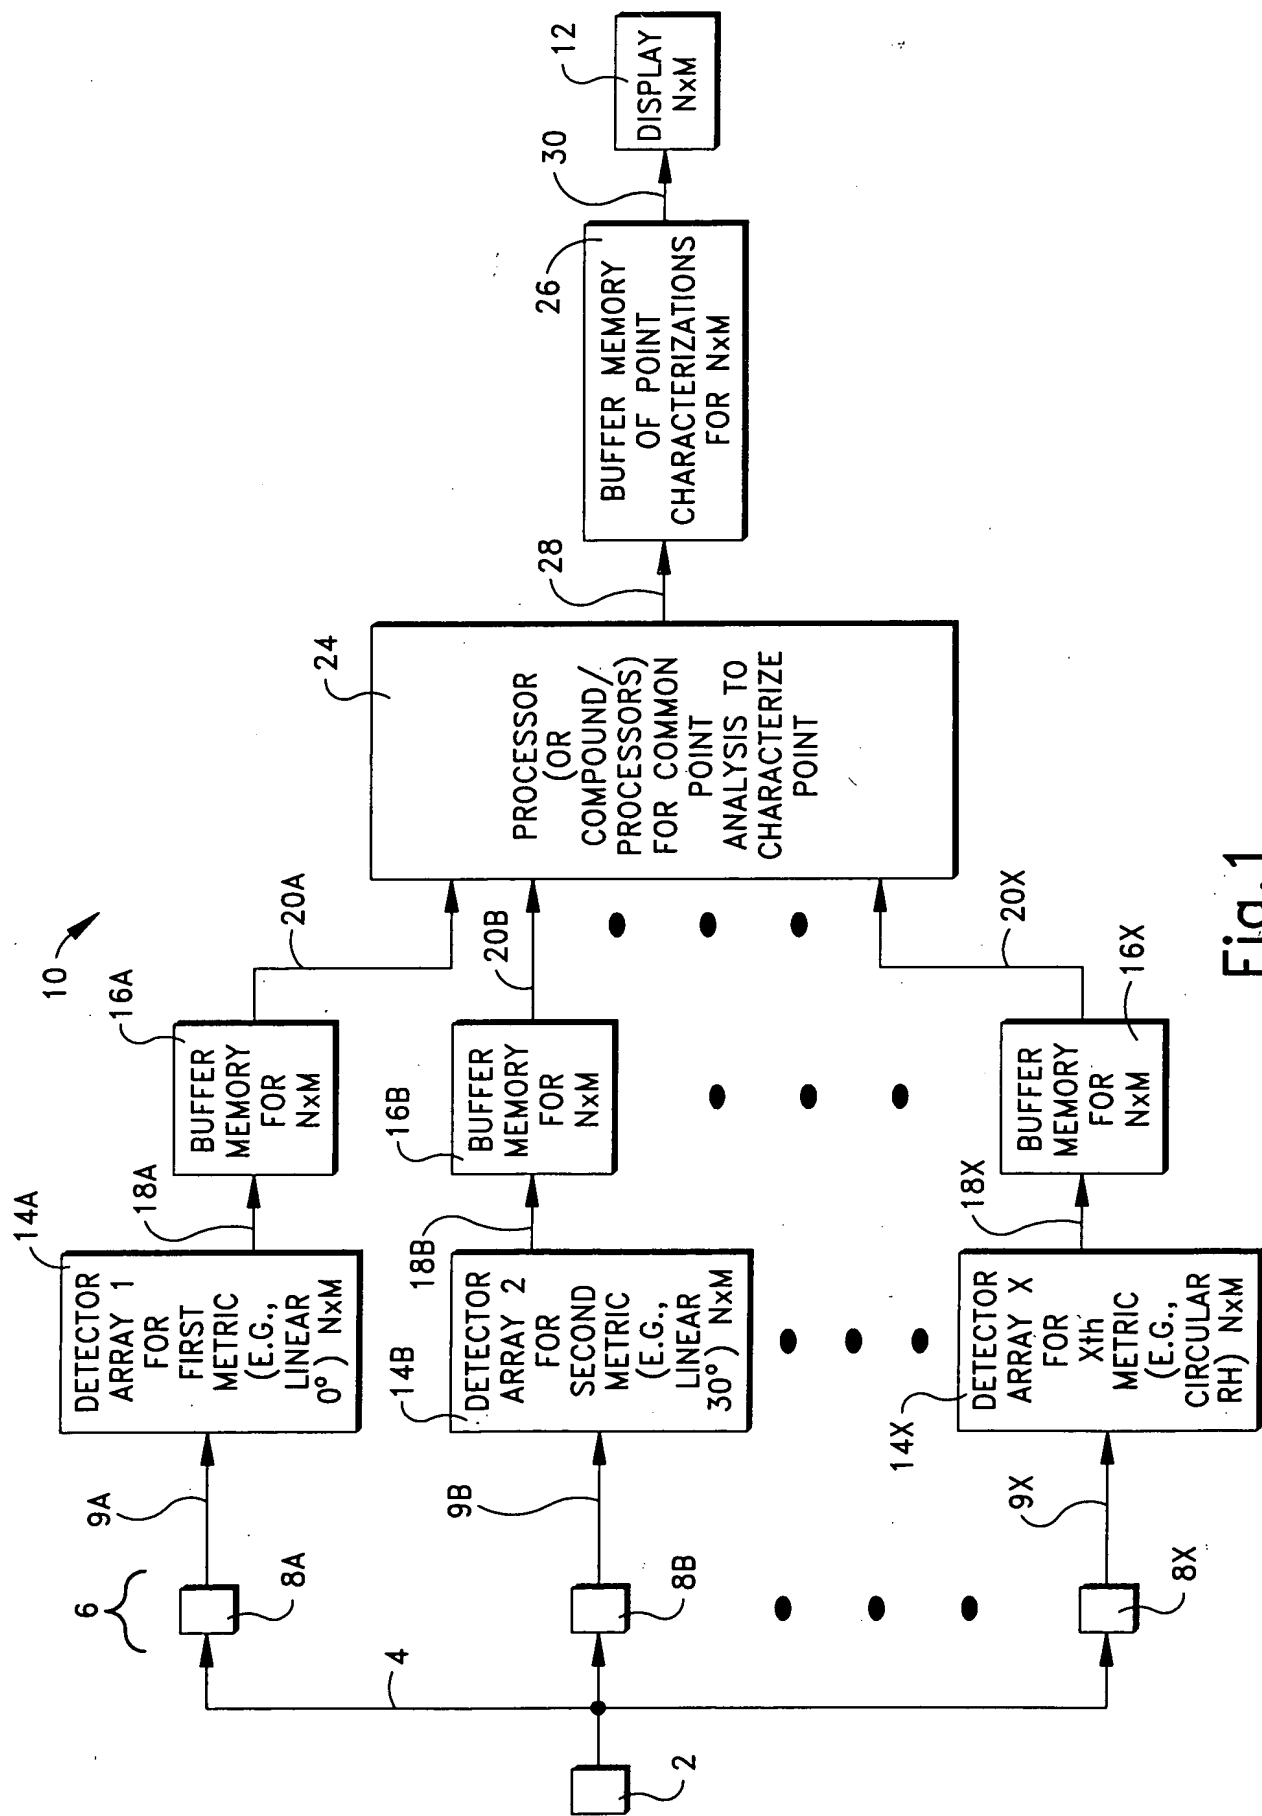 10
6
9A
8A
4
2
9B
8B
9X
8X
14A
DETECTOR
ARRAY 1
FOR
FIRST
METRIC
(E.G.,
LINEAR
0°) NxM
18A
16A
BUFFER
MEMORY
FOR
NxM
20A
14B
DETECTOR
ARRAY 2
FOR
SECOND
METRIC
(E.G.,
LINEAR
30°) NxM
18B
16B
BUFFER
MEMORY
FOR
NxM
20B
14X
DETECTOR
ARRAY X
FOR
Xth
METRIC
(E.G.,
CIRCULAR
RH) NxM
18X
BUFFER
MEMORY
FOR
NxM
16X
20X
24
PROCESSOR
(OR
COMPOUND/
PROCESSORS)
FOR COMMON
POINT
ANALYSIS TO
CHARACTERIZE
POINT
28
26
BUFFER MEMORY
OF POINT
CHARACTERIZATIONS
FOR NxM
30
12
DISPLAY
NxM
Fig.1